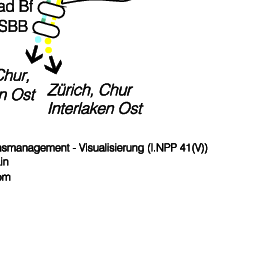 ad Bf
SBB
Chur,
n Ost
Zürich, Chur
Interlaken Ost
smanagement - Visualisierung (I.NPP 41(V))
in
om